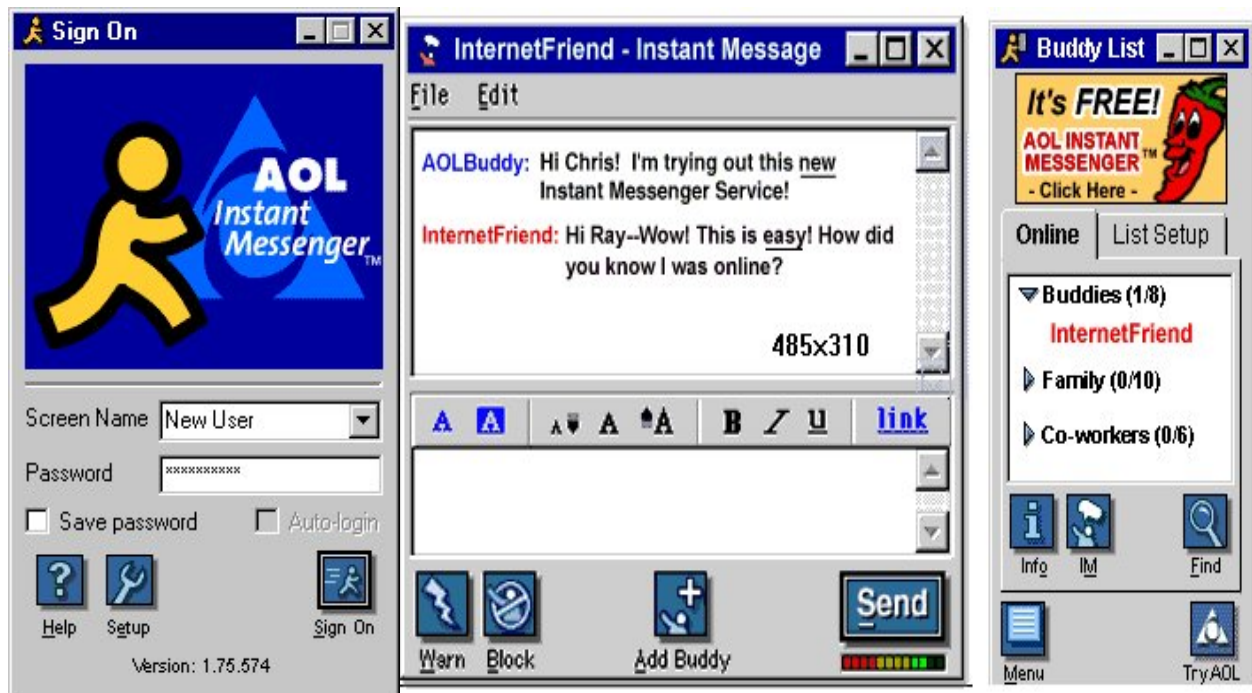 Sign On
AOL
Instant
Messenger TM
Screen Name New User
Password **********
Save password Auto-login
Help Setup Sign On
Version: 1.75.574
InternetFriend - Instant Message
File Edit
AOLBuddy: Hi Chris! I'm trying out this new
Instant Messenger Service!
InternetFriend: Hi Ray--Wow! This is easy! How did
you know I was online?
485x310
A A A A A B I U link
Warn Block Add Buddy Send
Buddy List
It's FREE!
AOL INSTANT
MESSENGER TM
- Click Here -
Online List Setup
Buddies (1/8)
InternetFriend
Family (0/10)
Co-workers (0/6)
Info IM Find
Menu Try AOL